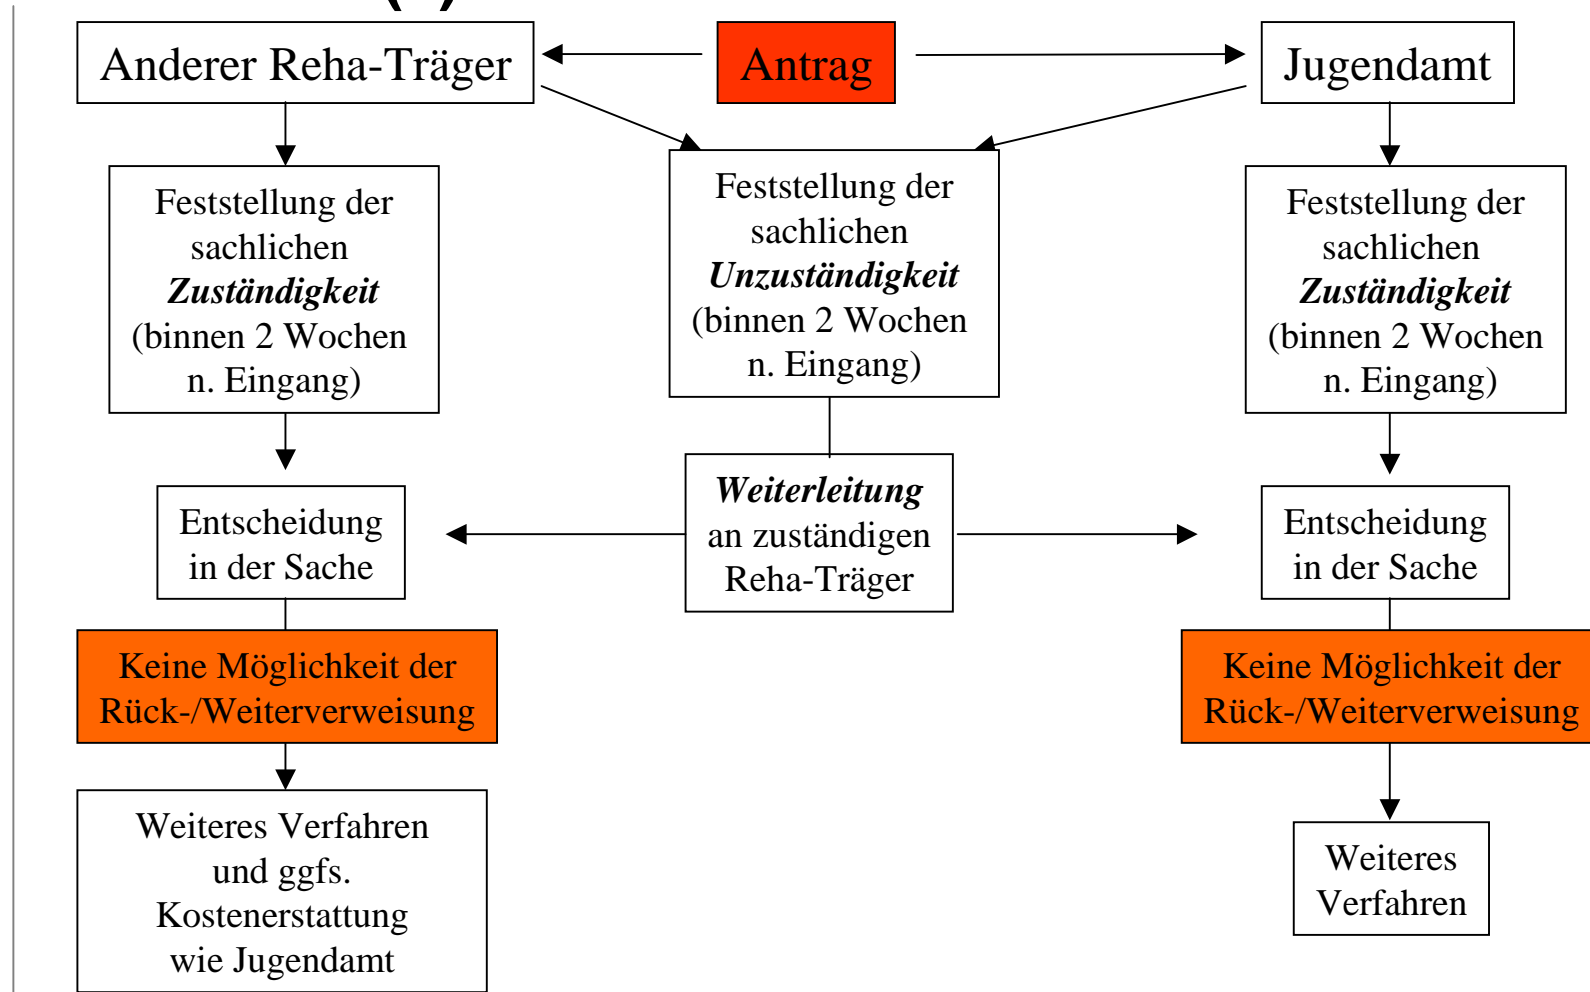 Anderer Reha-Träger
Antrag
Jugendamt
Feststellung der
sachlichen
Zuständigkeit
(binnen 2 Wochen
n. Eingang)
Feststellung der
sachlichen
Unzuständigkeit
(binnen 2 Wochen
n. Eingang)
Feststellung der
sachlichen
Zuständigkeit
(binnen 2 Wochen
n. Eingang)
Entscheidung
in der Sache
Weiterleitung
an zuständigen
Reha-Träger
Entscheidung
in der Sache
Keine Möglichkeit der
Rück-/Weiterverweisung
Keine Möglichkeit der
Rück-/Weiterverweisung
Weiteres Verfahren
und ggfs.
Kostenerstattung
wie Jugendamt
Weiteres
Verfahren